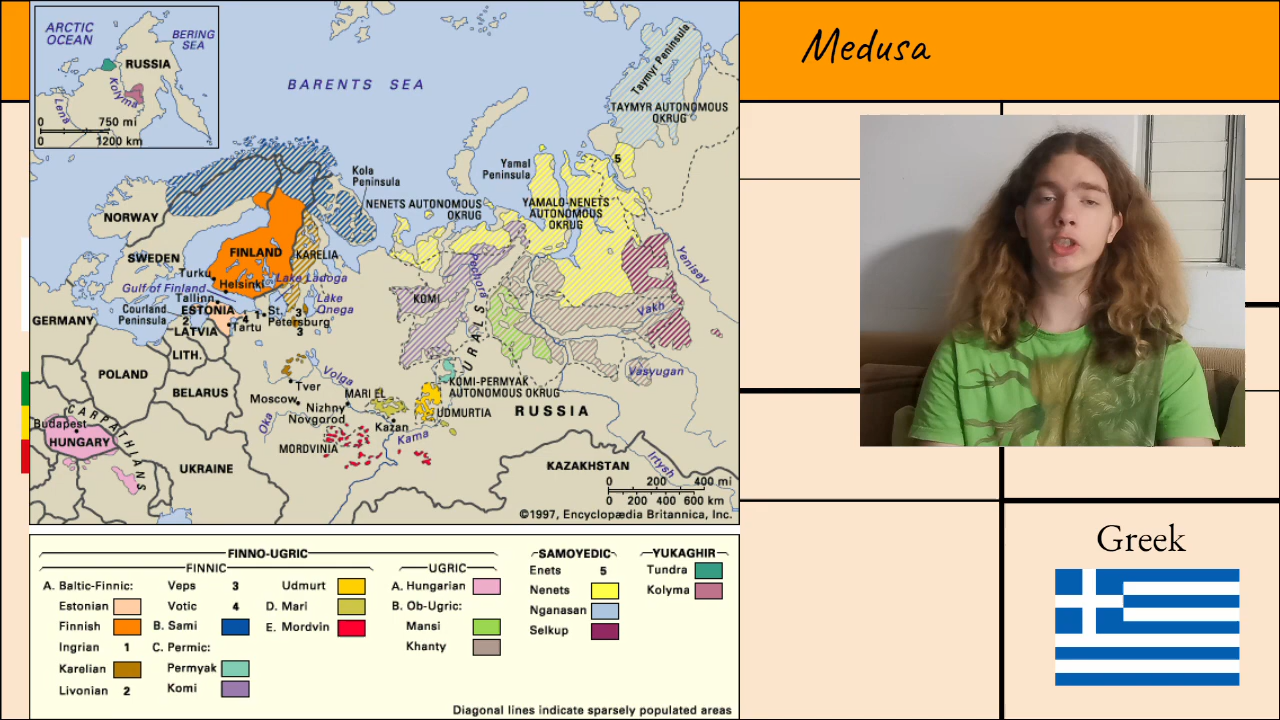 Medusa
ARCTIC
OCEAN
BERING
SEA
RUSSIA
Kolyma
Lena
0 750 mi
0 1200 km
BARENTS SEA
Taymyr Peninsula
TAYMYR AUTONOMOUS
OKRUG
5
Yamal
Peninsula
Kola
Peninsula
NENETS AUTONOMOUS
OKRUG
YAMALO-NENETS
AUTONOMOUS
OKRUG
NORWAY
SWEDEN
FINLAND
KARELIA
Turku
Helsinki
Lake Ladoga
Gulf of Finland
Tallinn
Lake
Onega
Courland
Peninsula
ESTONIA
2
4
1
St.
Petersburg
3
3
Tartu
LATVIA
GERMANY
LITH.
POLAND
BELARUS
KOMI
Pechora
URALS
Yenisey
Vakh
Vasyugan
Tver
Volga
Moscow
MARI EL
Nizhny
Novgorod
Oka
Kazan
Kama
KOMI-PERMYAK
AUTONOMOUS OKRUG
UDMURTIA
RUSSIA
MORDVINIA
CARPATHIANS
Budapest
HUNGARY
UKRAINE
KAZAKHSTAN
Irtysh
0 200 400 mi
0 200 400 600 km
©1997, Encyclopædia Britannica, Inc.
FINNO-UGRIC
FINNIC
A. Baltic-Finnic:
Estonian
Finnish
Ingrian 1
Karelian
Livonian 2
Veps 3
Votic 4
B. Sami
C. Permic:
Permyak
Komi
Udmurt
D. Mari
E. Mordvin
UGRIC
A. Hungarian
B. Ob-Ugric:
Mansi
Khanty
SAMOYEDIC
Enets 5
Nenets
Nganasan
Selkup
YUKAGHIR
Tundra
Kolyma
Diagonal lines indicate sparsely populated areas
Greek